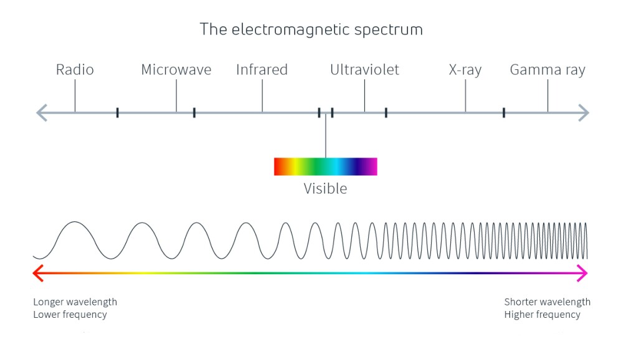 The electromagnetic spectrum
Radio Microwave Infrared Ultraviolet X-ray Gamma ray
Visible
Longer wavelength
Lower frequency
Shorter wavelength
Higher frequency